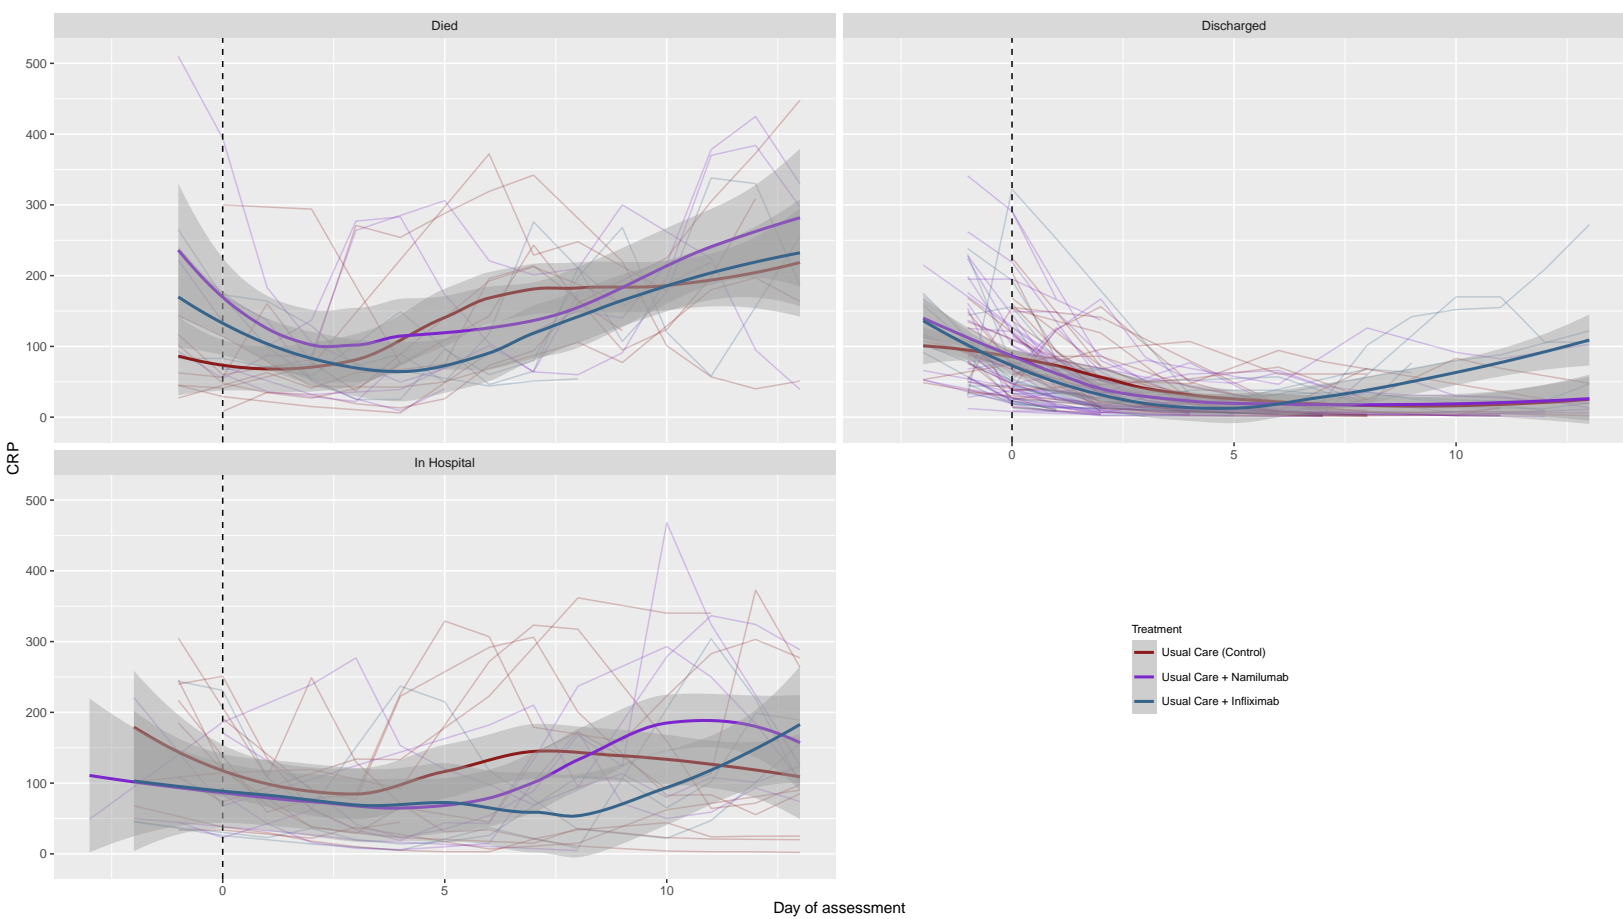 Died
Discharged
500
400
300
200
100
0
0
5
10
CRP
In Hospital
500
400
300
200
100
0
0
5
10
Day of assessment
Treatment
Usual Care (Control)
Usual Care + Namilumab
Usual Care + Infliximab